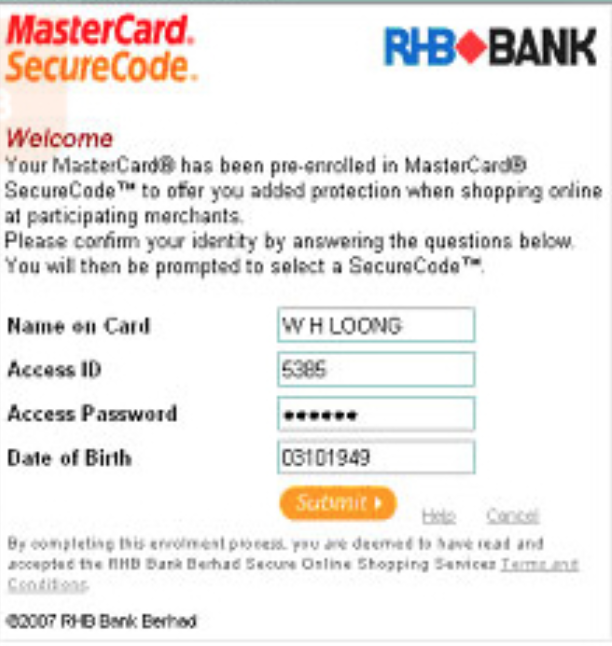 MasterCard.
SecureCode.
RHB BANK
Welcome
Your MasterCard® has been pre-enrolled in MasterCard®
SecureCode™ to offer you added protection when shopping online
at participating merchants.
Please confirm your identity by answering the questions below.
You will then be prompted to select a SecureCode™.
Name on Card W H LOONG
Access ID 5385
Access Password ••••••
Date of Birth 03101949
Submit Help Cancel
By completing this enrolment process, you are deemed to have read and
accepted the RHB Bank Berhad Secure Online Shopping Services Terms and
Conditions.
©2007 RHB Bank Berhad